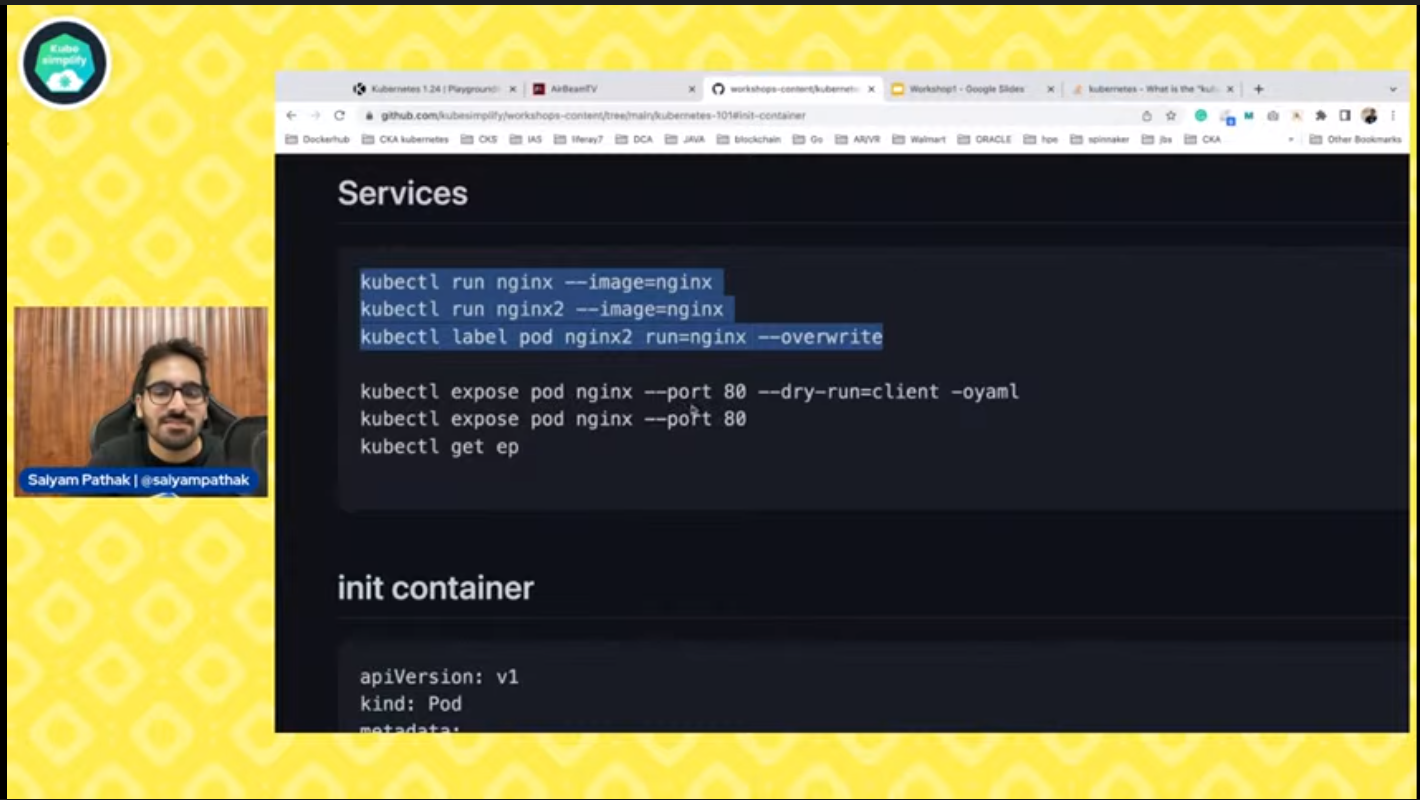 Kube
simplify
Kubernetes 1.24 | Playground
AirBeamTV
workshops-content/kubernete
Workshop1 - Google Slides
kubernetes - What is the "kub
github.com/kubesimplify/workshops-content/tree/main/kubernetes-101#init-container
Dockerhub
CKA kubernetes
CKS
IAS
liferay7
DCA
JAVA
blockchain
Go
AR/VR
Walmart
ORACLE
hpe
spinnaker
jbs
CKA
Other Bookmarks
Services
kubectl run nginx --image=nginx
kubectl run nginx2 --image=nginx
kubectl label pod nginx2 run=nginx --overwrite
kubectl expose pod nginx --port 80 --dry-run=client -oyaml
kubectl expose pod nginx --port 80
kubectl get ep
init container
apiVersion: v1
kind: Pod
metadata:
Saiyam Pathak | @saiyampathak